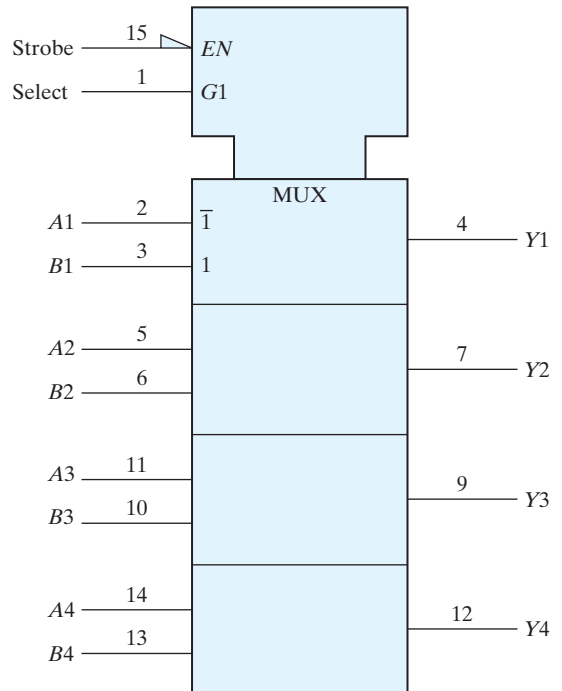 Strobe 15 EN
Select 1 G1
MUX
A1 2 1̅ 4 Y1
B1 3 1
A2 5 7 Y2
B2 6
A3 11 9 Y3
B3 10
A4 14 12 Y4
B4 13